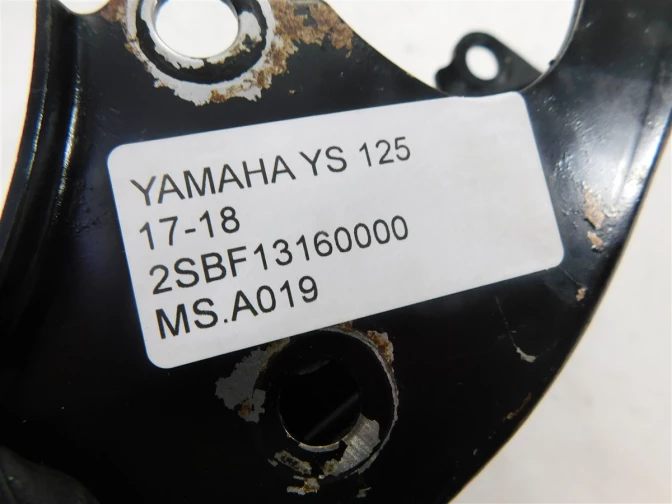 YAMAHA YS 125
17-18
2SBF13160000
MS.A019